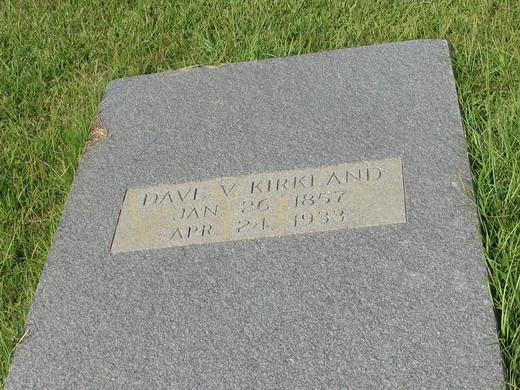 DAVE V. KIRKLAND
JAN 26 1857
APR 24, 1933